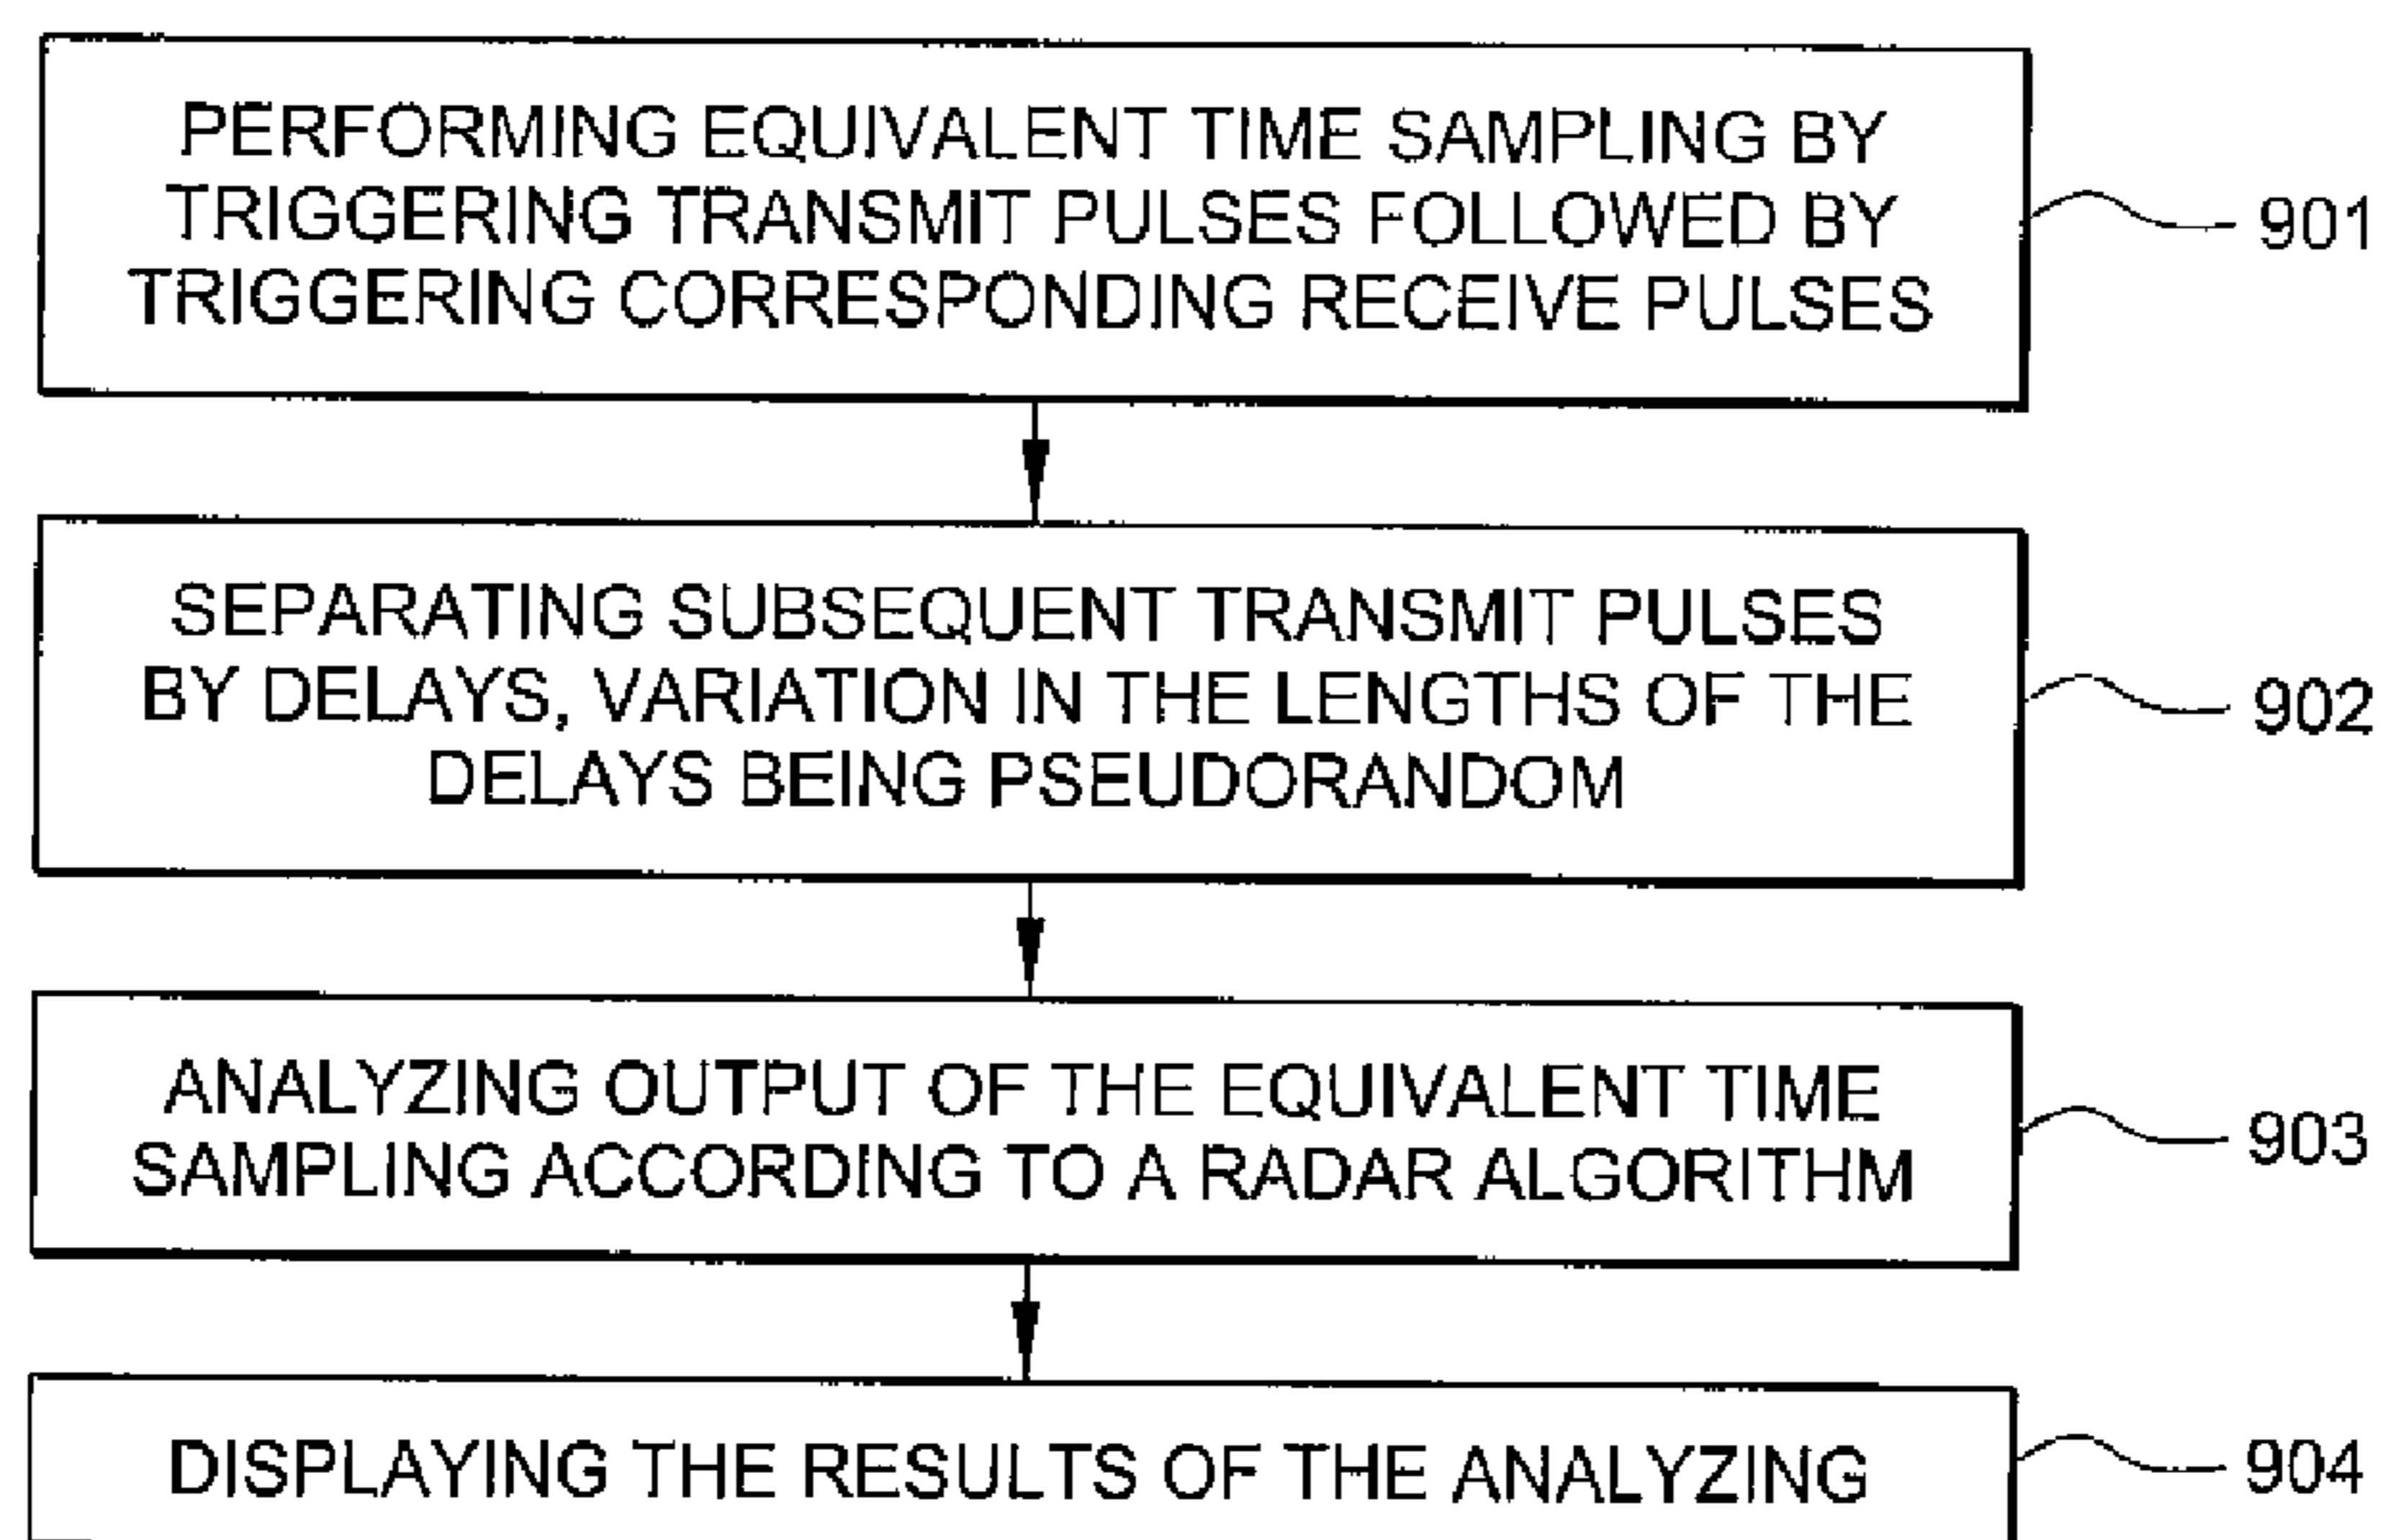 PERFORMING EQUIVALENT TIME SAMPLING BY
TRIGGERING TRANSMIT PULSES FOLLOWED BY
TRIGGERING CORRESPONDING RECEIVE PULSES
901
SEPARATING SUBSEQUENT TRANSMIT PULSES
BY DELAYS, VARIATION IN THE LENGTHS OF THE
DELAYS BEING PSEUDORANDOM
902
ANALYZING OUTPUT OF THE EQUIVALENT TIME
SAMPLING ACCORDING TO A RADAR ALGORITHM
903
DISPLAYING THE RESULTS OF THE ANALYZING
904